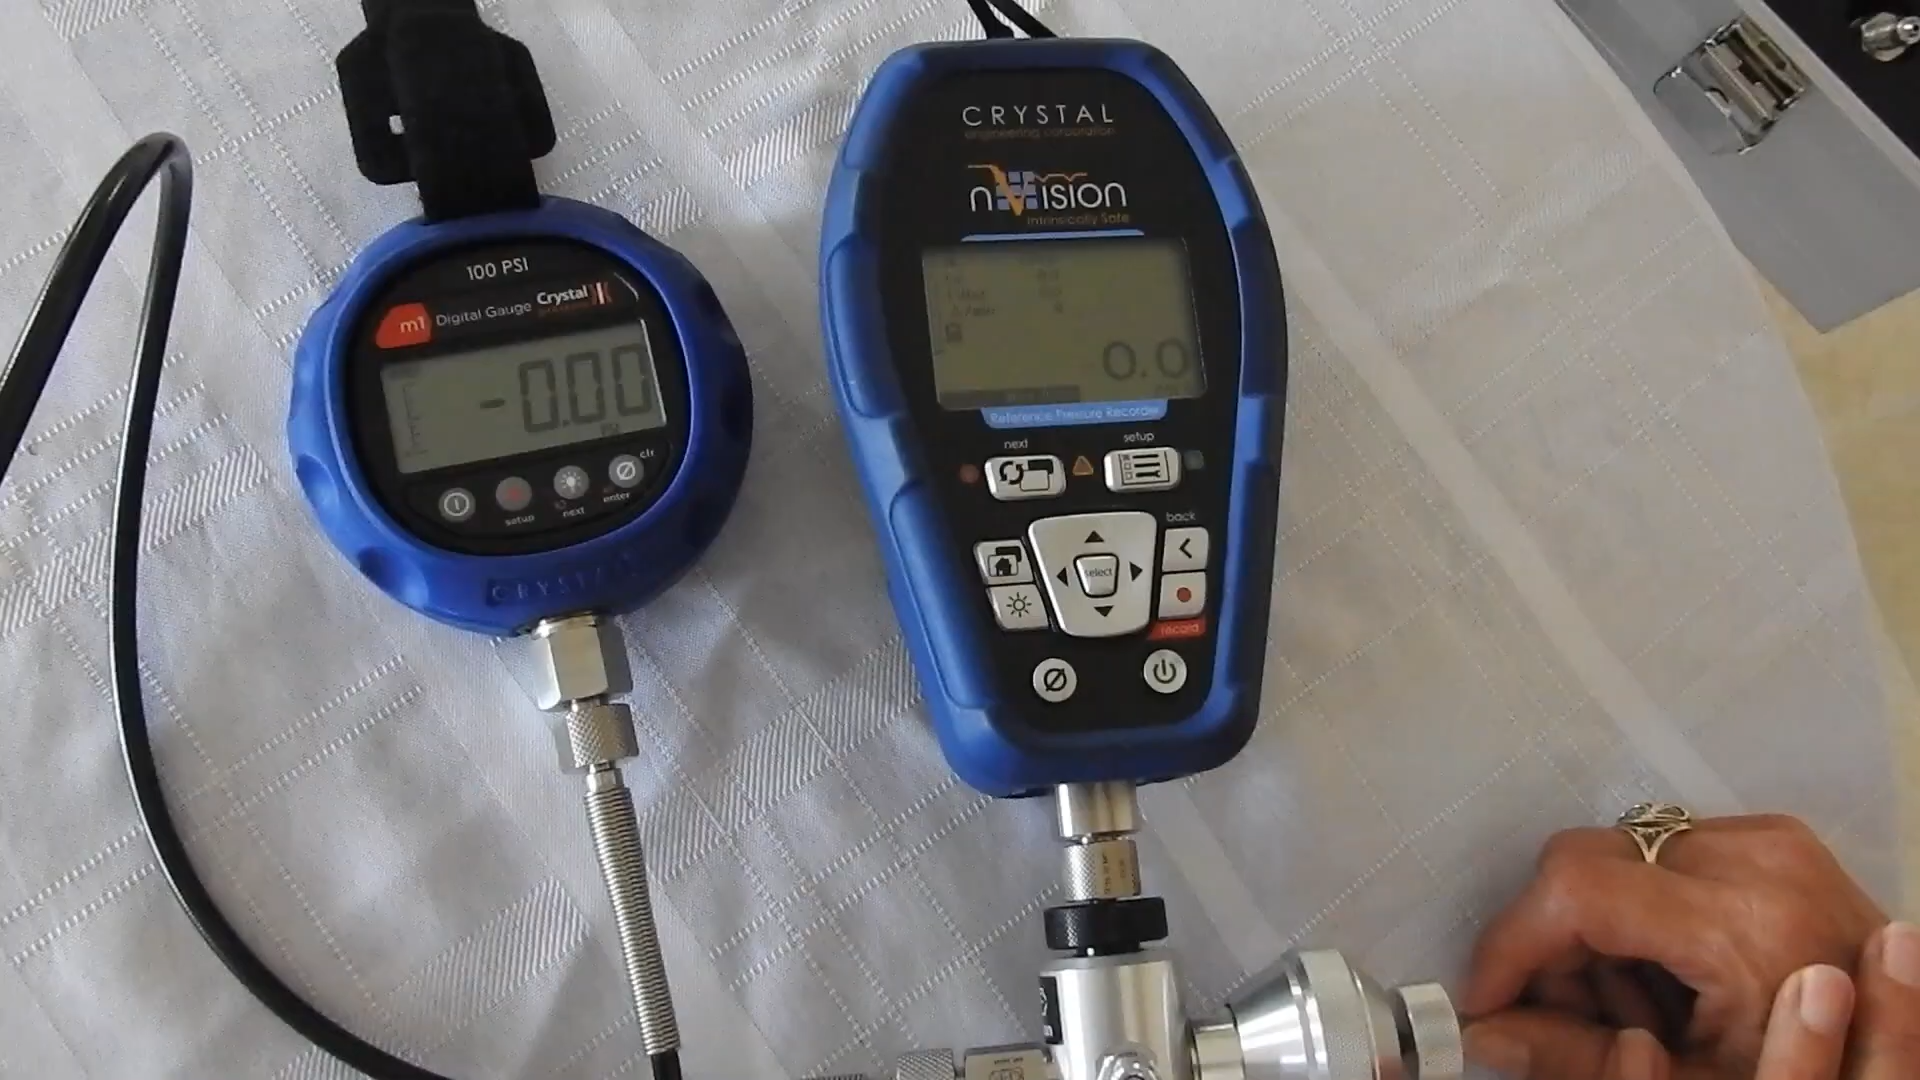 100 PSI
m1 Digital Gauge Crystal
-0.00
PSI
clr
setup
next
enter
CRYSTAL
CRYSTAL
engineering corporation
nVision
Intrinsically Safe
0.0
Reference Pressure Recorder
next
setup
back
select
record